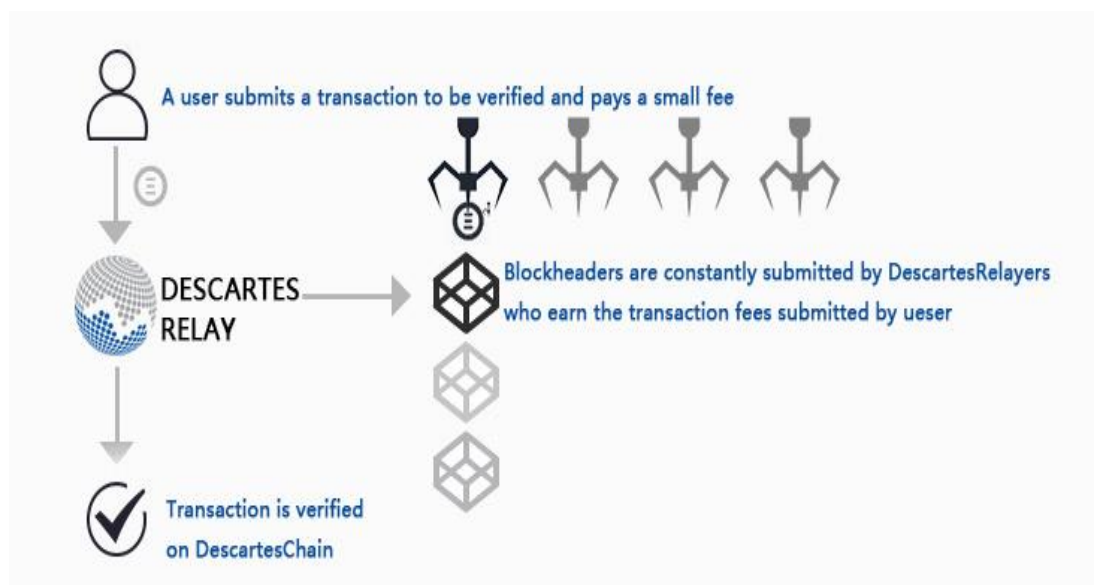 A user submits a transaction to be verified and pays a small fee
DESCARTES
RELAY
Blockheaders are constantly submitted by DescartesRelayers
who earn the transaction fees submitted by ueser
Transaction is verified
on DescartesChain